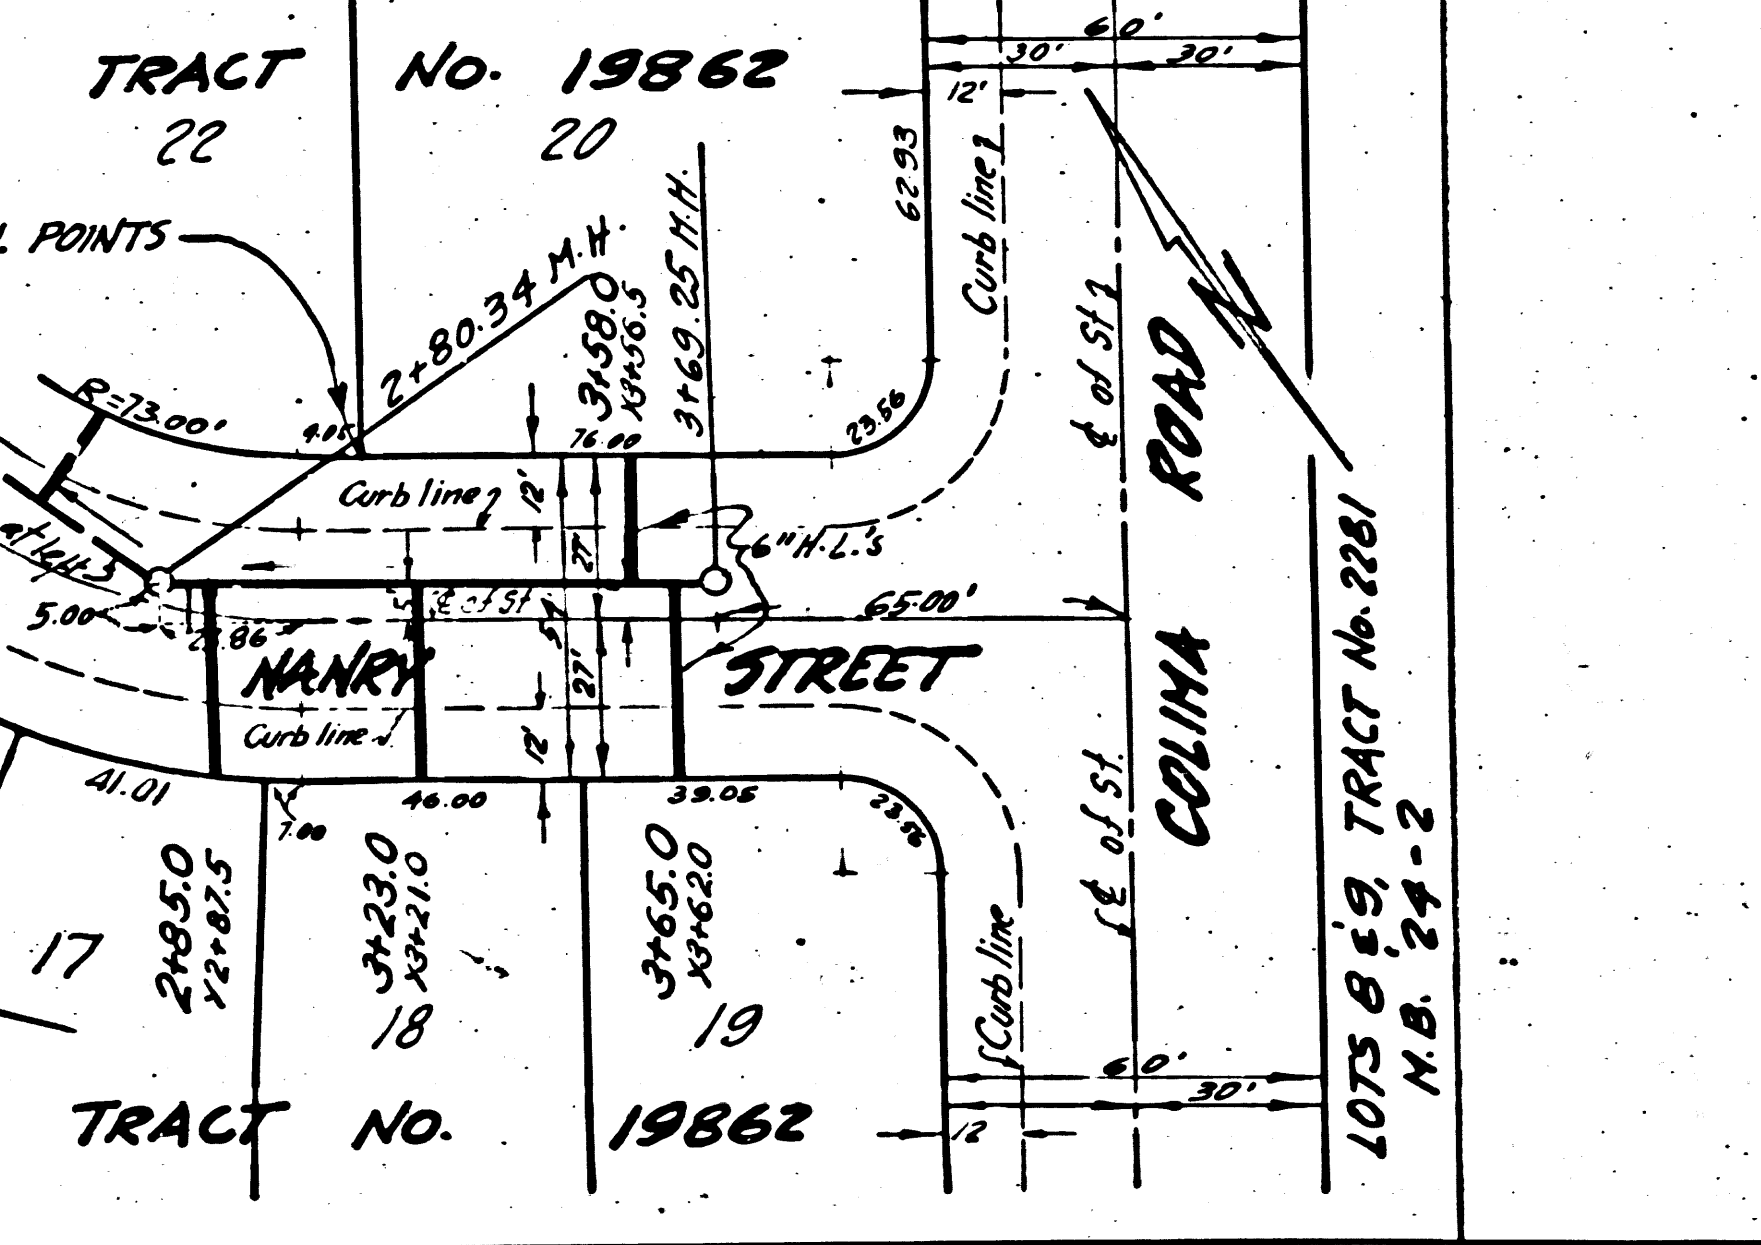 TRACT No. 19862
22
20
POINTS
2+80.34 M.H.
3+58.0
X3+56.5
3+69.25 M.H.
62.93
60'
30'
30'
12'
Curb line
℄ of St
COLIMA ROAD
R=73.00'
4.05
76.00
23.56
Curb line
12'
27'
6" H.L.'s
5.00
22.86
5'
℄ of St
5'
65.00'
NANRY STREET
27'
Curb line
12'
41.01
7.00
46.00
39.05
23.56
2+85.0
Y2+87.5
3+23.0
X3+21.0
3+65.0
X3+62.0
17
18
19
℄ of St.
Curb line
60'
30'
12
TRACT No. 19862
LOTS 8 & 9, TRACT No. 2281
M.B. 24-2